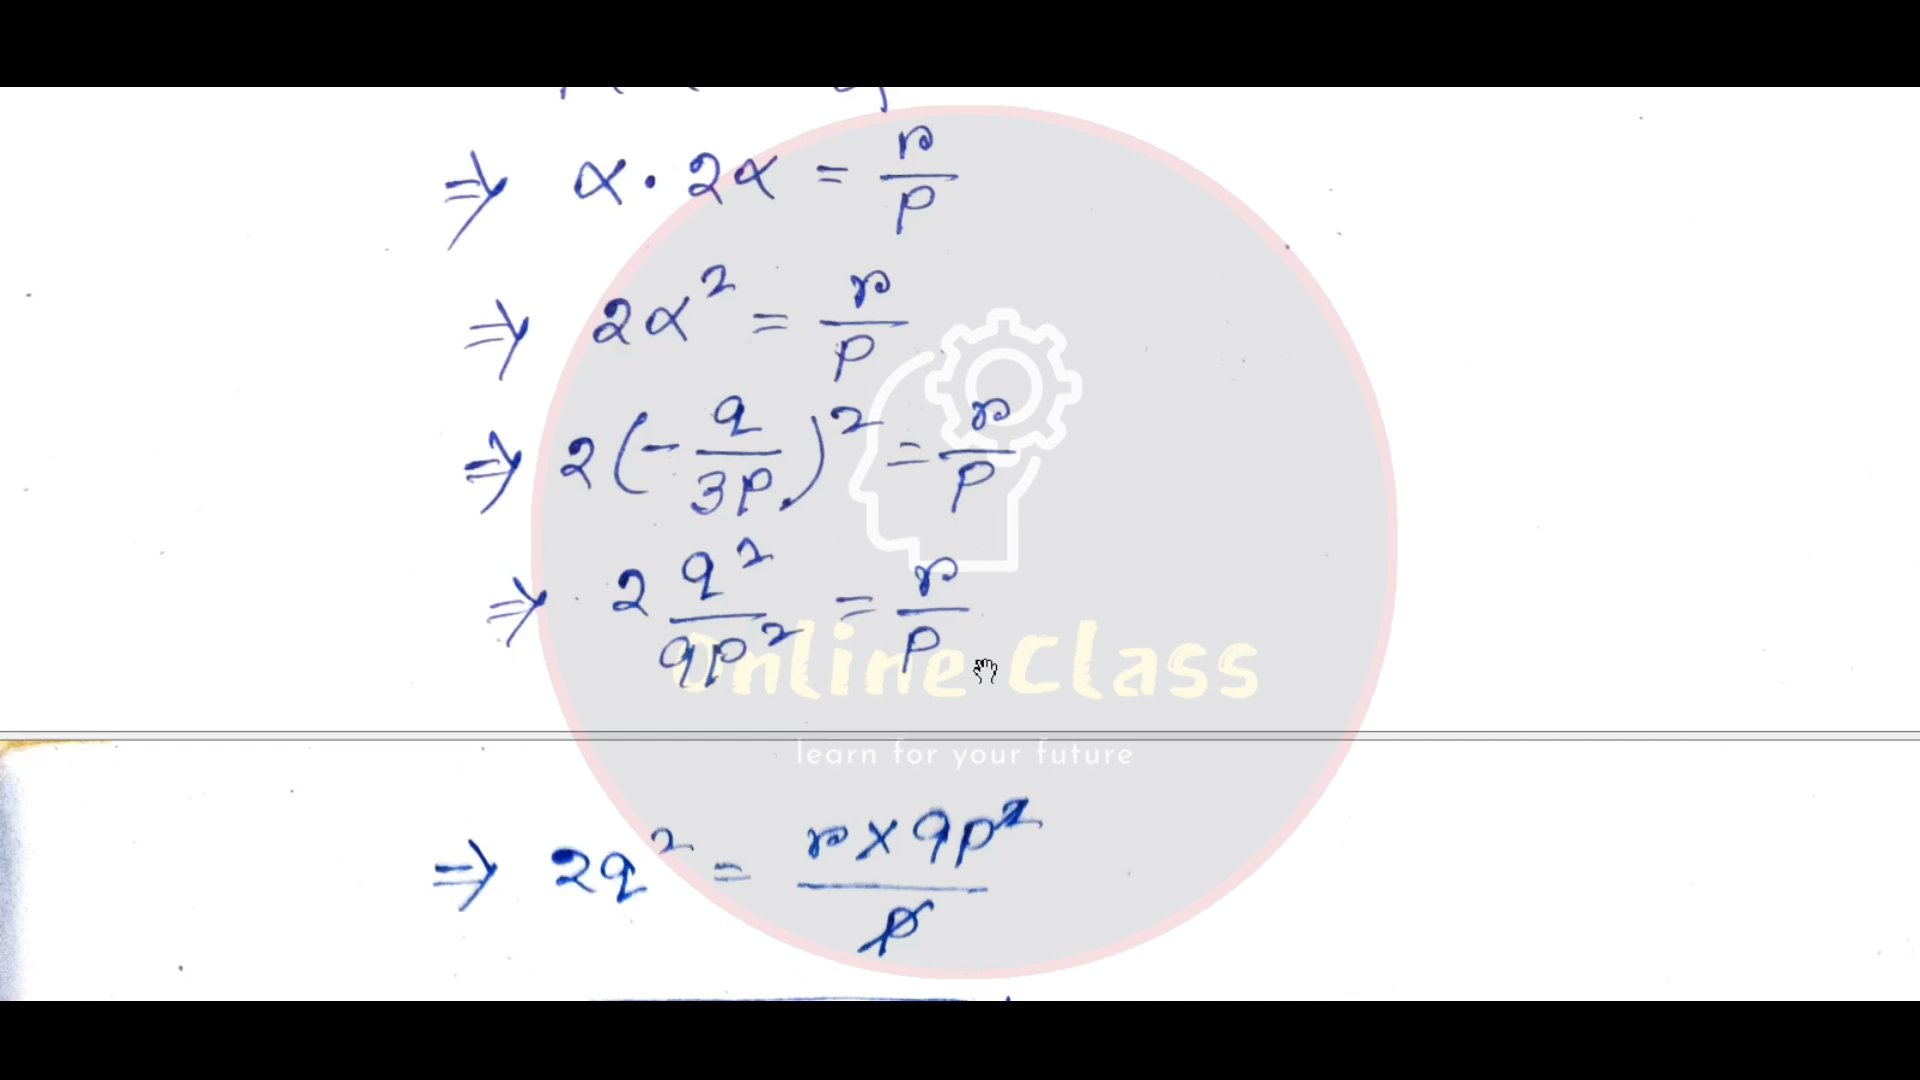 ⇒ α · 2α = r/p
⇒ 2α² = r/p
⇒ 2(-q/3p)² = r/p
⇒ 2 q²/9p² = r/p
Online Class
learn for your future
⇒ 2q² = r×9p²/p